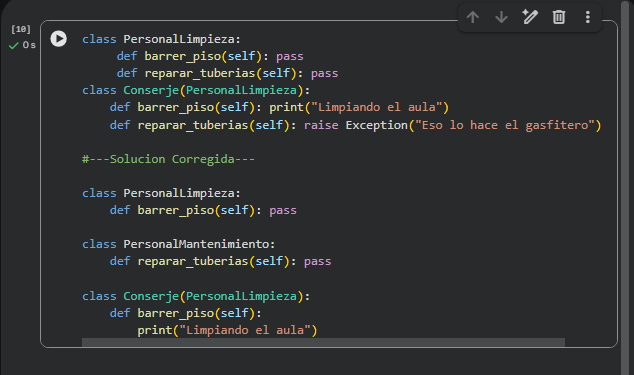 [10]
0 s
class PersonalLimpieza:
     def barrer_piso(self): pass
     def reparar_tuberias(self): pass
class Conserje(PersonalLimpieza):
    def barrer_piso(self): print("Limpiando el aula")
    def reparar_tuberias(self): raise Exception("Eso lo hace el gasfitero")

#---Solucion Corregida---

class PersonalLimpieza:
    def barrer_piso(self): pass

class PersonalMantenimiento:
    def reparar_tuberias(self): pass

class Conserje(PersonalLimpieza):
    def barrer_piso(self):
        print("Limpiando el aula")